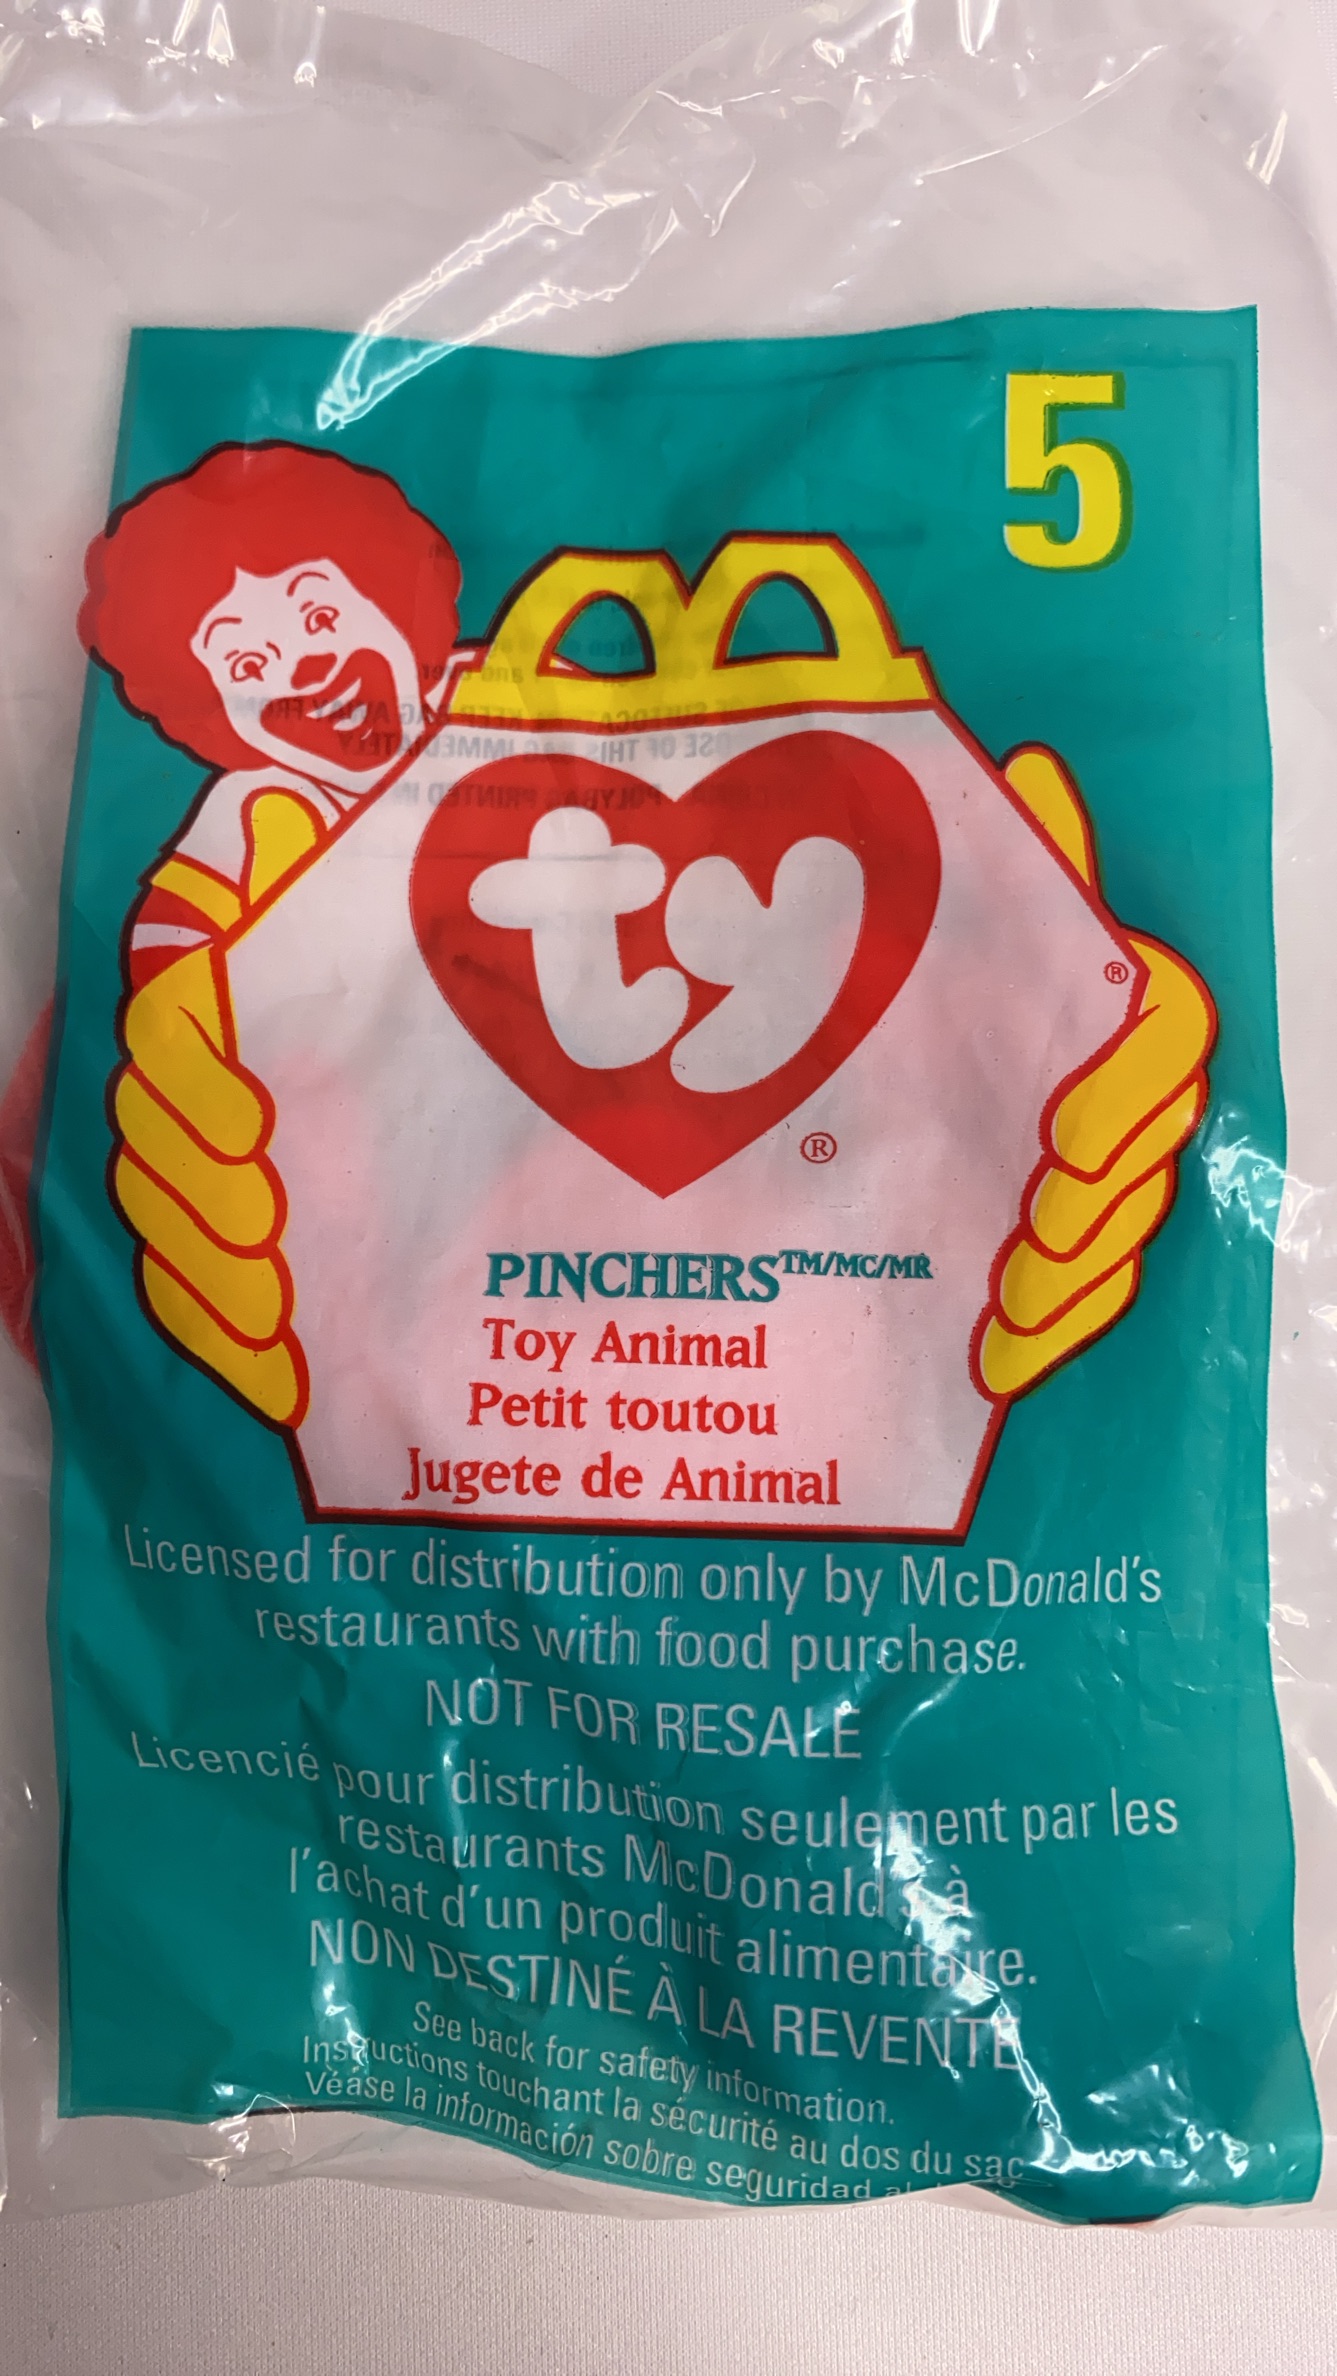 5
ty
®
®
PINCHERS TM/MC/MR
Toy Animal
Petit toutou
Jugete de Animal
Licensed for distribution only by McDonald's
restaurants with food purchase.
NOT FOR RESALE
Licencié pour distribution seulement par les
restaurants McDonald's à
l'achat d'un produit alimentaire.
NON DESTINÉ À LA REVENTE
See back for safety information.
Instructions touchant la sécurité au dos du sac
Véase la información sobre seguridad